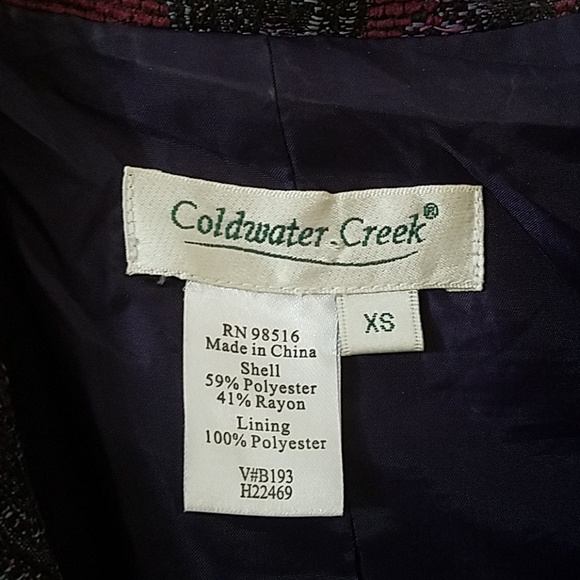 Coldwater Creek®
XS
RN 98516
Made in China
Shell
59% Polyester
41% Rayon
Lining
100% Polyester
V#B193
H22469